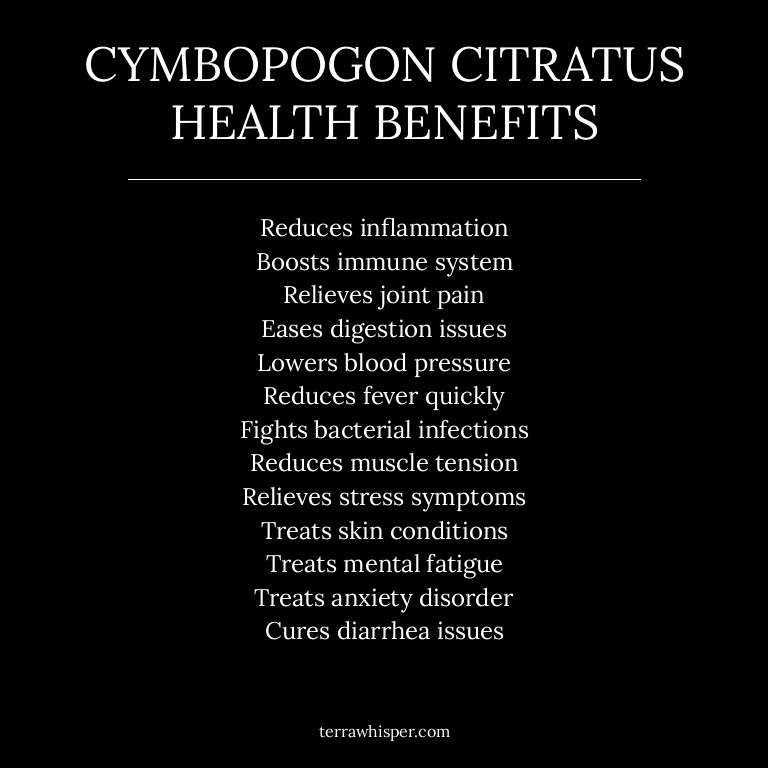 CYMBOPOGON CITRATUS
HEALTH BENEFITS
Reduces inflammation
Boosts immune system
Relieves joint pain
Eases digestion issues
Lowers blood pressure
Reduces fever quickly
Fights bacterial infections
Reduces muscle tension
Relieves stress symptoms
Treats skin conditions
Treats mental fatigue
Treats anxiety disorder
Cures diarrhea issues
terrawhisper.com